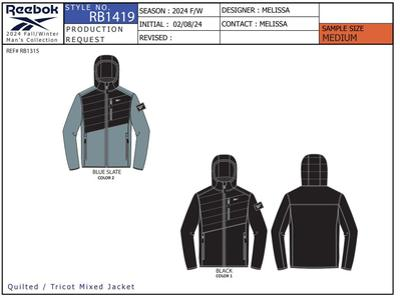 Reebok
2024 Fall/Winter
Man's Collection
STYLE NO.
RB1419
PRODUCTION
REQUEST
SEASON : 2024 F/W
INITIAL : 02/08/24
REVISED :
DESIGNER : MELISSA
CONTACT : MELISSA
SAMPLE SIZE
MEDIUM
REF# RB1315
BLUE SLATE
COLOR 2
BLACK
COLOR 1
Quilted / Tricot Mixed Jacket